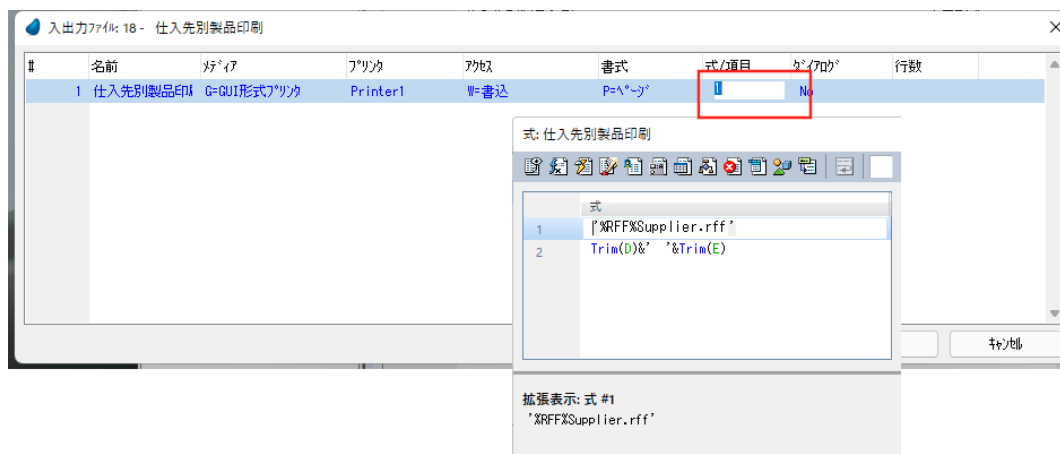 入出力ﾌｧｲﾙ: 18 - 仕入先別製品印刷
# 名前 ﾒﾃﾞｨｱ ﾌﾟﾘﾝﾀ ｱｸｾｽ 書式 式/項目 ﾀﾞｲｱﾛｸﾞ 行数
1 仕入先別製品印刷 G=GUI形式ﾌﾟﾘﾝﾀ Printer1 W=書込 P=ﾍﾟｰｼﾞ 1 No
式: 仕入先別製品印刷
式
1 '%RFF%Supplier.rff'
2 Trim(D)&' '&Trim(E)
ｷｬﾝｾﾙ
拡張表示: 式 #1
'%RFF%Supplier.rff'